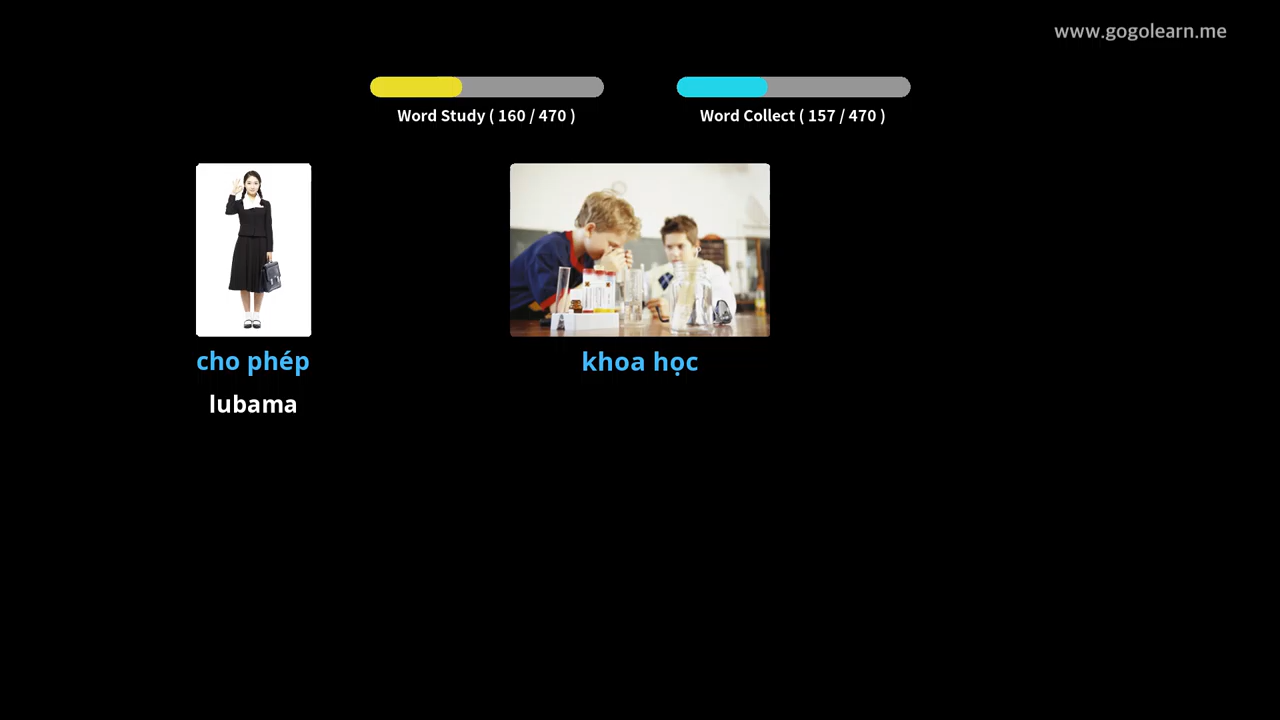 www.gogolearn.me
Word Study ( 160 / 470 )
Word Collect ( 157 / 470 )
cho phép
lubama
khoa học